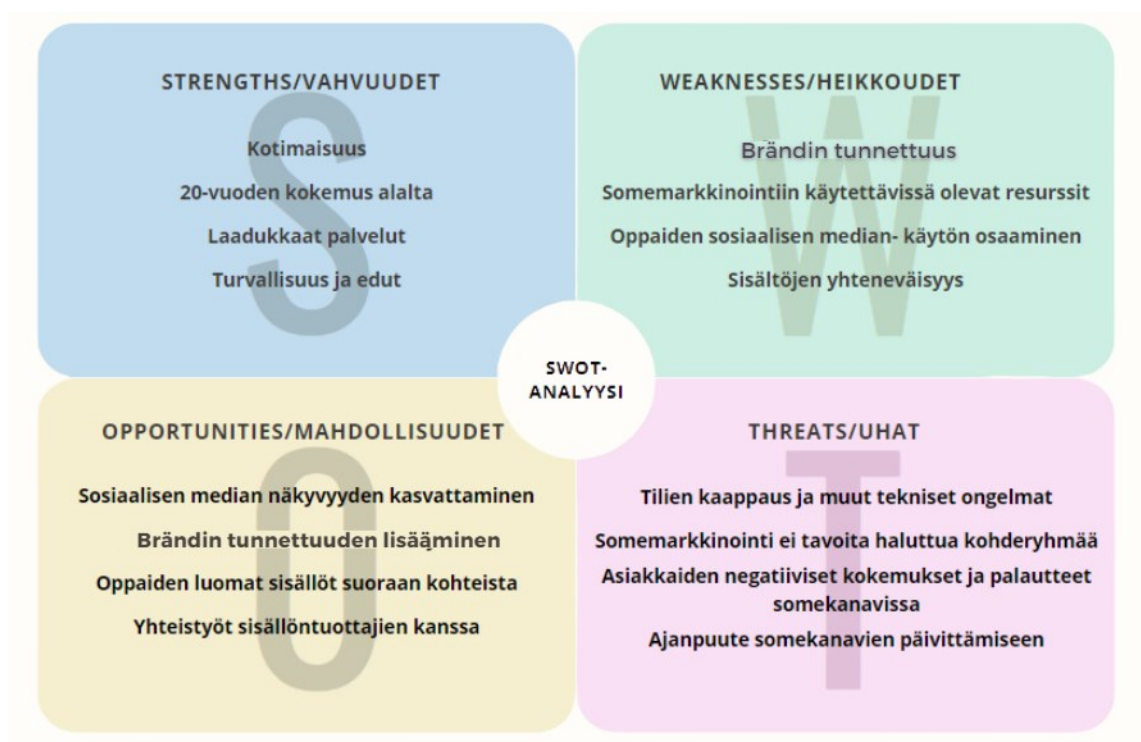 STRENGTHS/VAHVUUDET
S
Kotimaisuus
20-vuoden kokemus alalta
Laadukkaat palvelut
Turvallisuus ja edut
WEAKNESSES/HEIKKOUDET
W
Brändin tunnettuus
Somemarkkinointiin käytettävissä olevat resurssit
Oppaiden sosiaalisen median- käytön osaaminen
Sisältöjen yhteneväisyys
SWOT-
ANALYYSI
OPPORTUNITIES/MAHDOLLISUUDET
O
Sosiaalisen median näkyvyyden kasvattaminen
Brändin tunnettuuden lisääminen
Oppaiden luomat sisällöt suoraan kohteista
Yhteistyöt sisällöntuottajien kanssa
THREATS/UHAT
T
Tilien kaappaus ja muut tekniset ongelmat
Somemarkkinointi ei tavoita haluttua kohderyhmää
Asiakkaiden negatiiviset kokemukset ja palautteet
somekanavissa
Ajanpuute somekanavien päivittämiseen